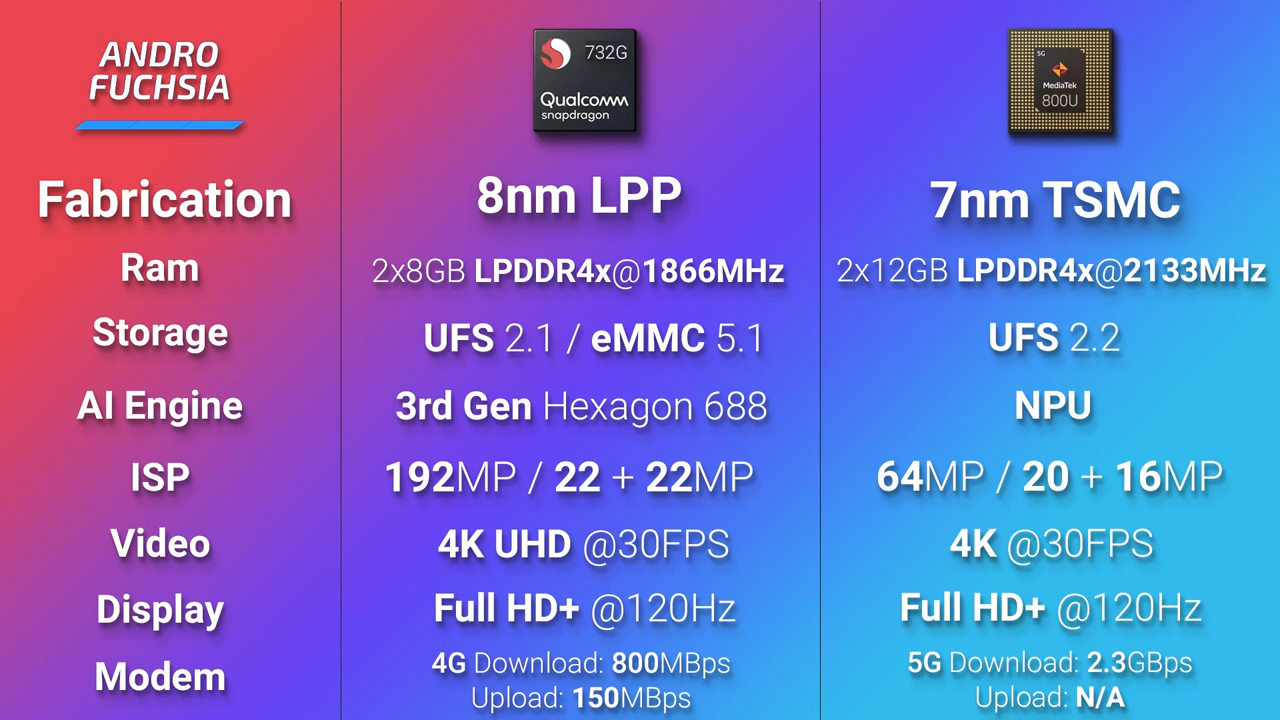 ANDRO
FUCHSIA
732G
Qualcomm
snapdragon
5G
MediaTek
800U
Fabrication
8nm LPP
7nm TSMC
Ram
2x8GB LPDDR4x@1866MHz
2x12GB LPDDR4x@2133MHz
Storage
UFS 2.1 / eMMC 5.1
UFS 2.2
AI Engine
3rd Gen Hexagon 688
NPU
ISP
192MP / 22 + 22MP
64MP / 20 + 16MP
Video
4K UHD @30FPS
4K @30FPS
Display
Full HD+ @120Hz
Full HD+ @120Hz
Modem
4G Download: 800MBps
Upload: 150MBps
5G Download: 2.3GBps
Upload: N/A